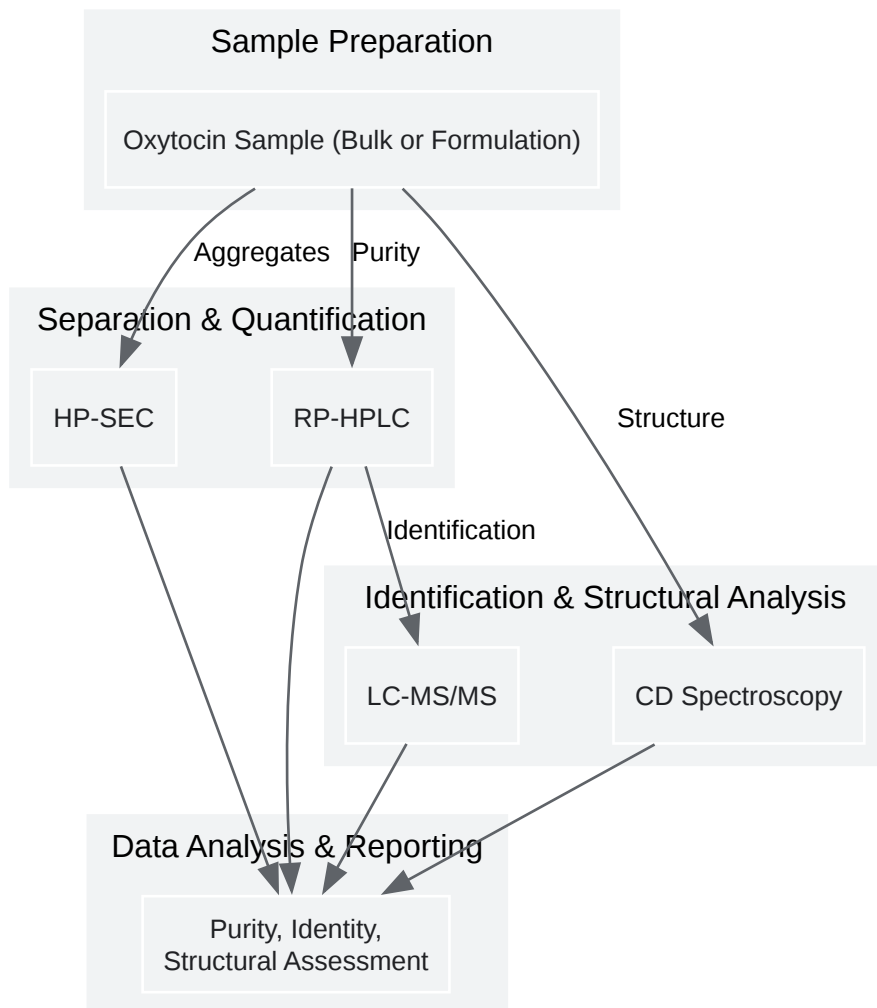 Sample Preparation
Oxytocin Sample (Bulk or Formulation)
Aggregates
Purity
Separation & Quantification
HP-SEC
RP-HPLC
Structure
Identification
Identification & Structural Analysis
LC-MS/MS
CD Spectroscopy
Data Analysis & Reporting
Purity, Identity,
Structural Assessment